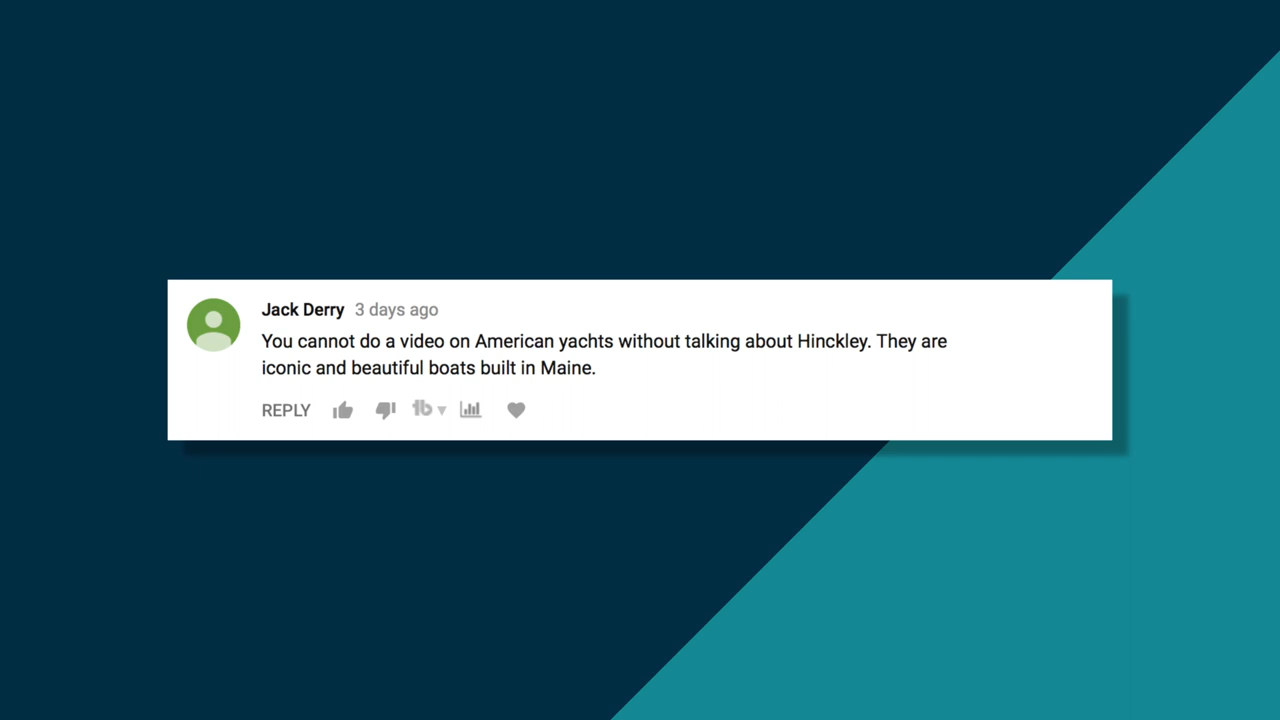 Jack Derry 3 days ago
You cannot do a video on American yachts without talking about Hinckley. They are
iconic and beautiful boats built in Maine.
REPLY tb